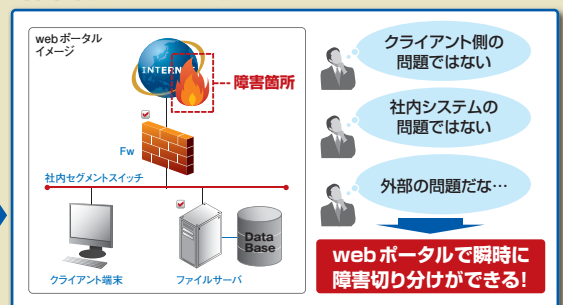 webポータル
イメージ
INTERN
障害箇所
Fw
社内セグメントスイッチ
Data
Base
クライアント端末
ファイルサーバ
クライアント側の
問題ではない
社内システムの
問題ではない
外部の問題だな…
webポータルで瞬時に
障害切り分けができる!